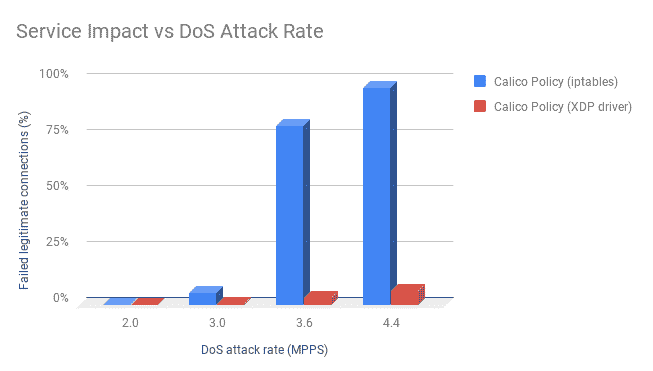 Service Impact vs DoS Attack Rate
100%
75%
50%
25%
0%
Failed legitimate connections (%)
2.0
3.0
3.6
4.4
DoS attack rate (MPPS)
Calico Policy (iptables)
Calico Policy (XDP driver)